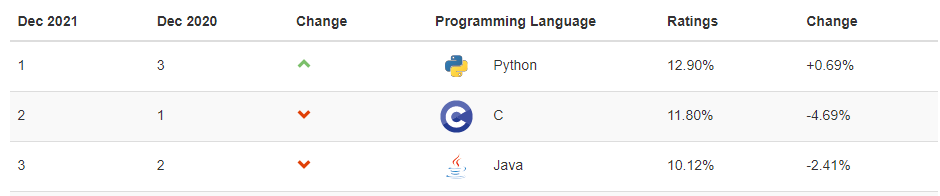 Dec 2021 Dec 2020 Change Programming Language Ratings Change
1 3 Python 12.90% +0.69%
2 1 C 11.80% -4.69%
3 2 Java 10.12% -2.41%